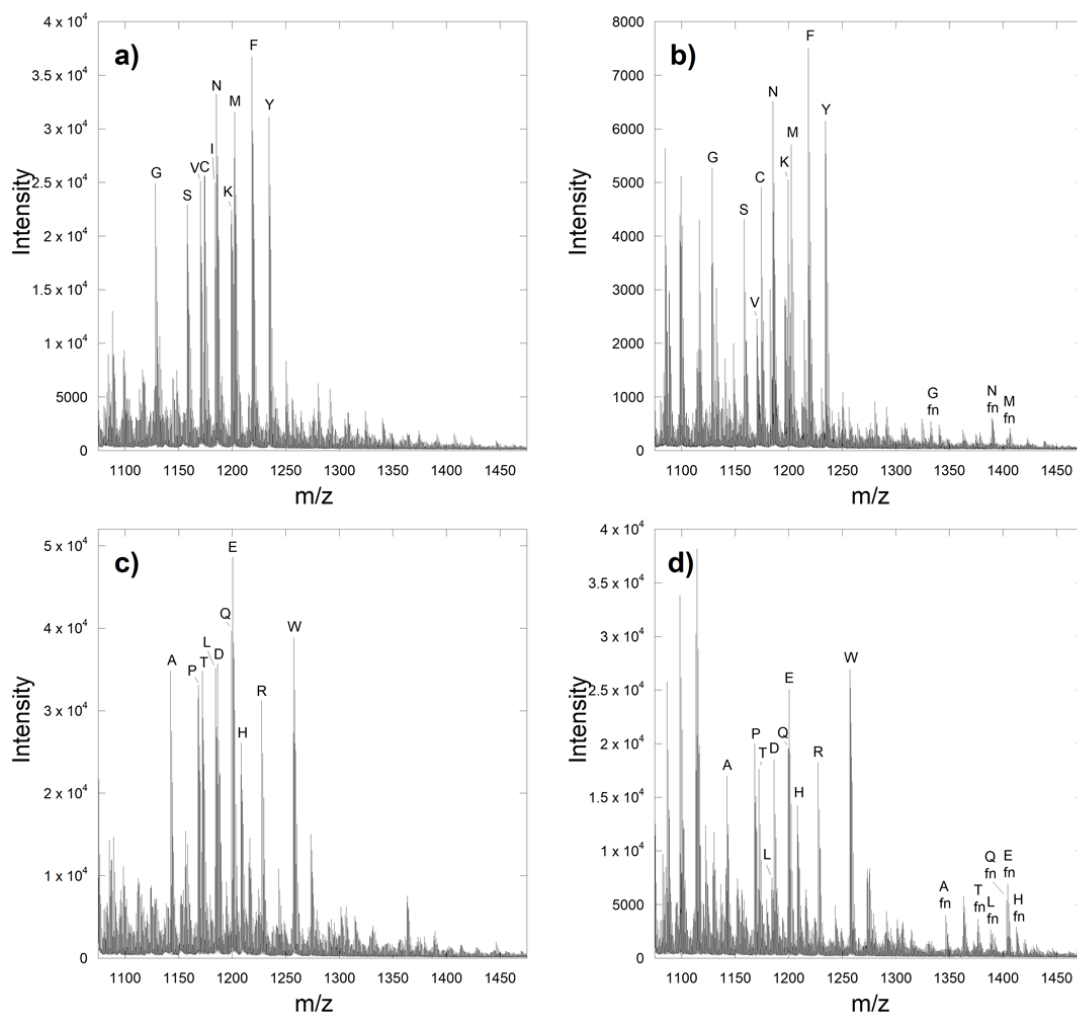 a)
4 x 10⁴
3.5 x 10⁴
3 x 10⁴
2.5 x 10⁴
2 x 10⁴
1.5 x 10⁴
1 x 10⁴
5000
0
Intensity
G
S
V C
I
N
K
M
F
Y
1100 1150 1200 1250 1300 1350 1400 1450
m/z
b)
8000
7000
6000
5000
4000
3000
2000
1000
0
Intensity
G
S
V
C
N
K
M
F
Y
G
fn
N
fn
M
fn
1100 1150 1200 1250 1300 1350 1400 1450
m/z
c)
5 x 10⁴
4 x 10⁴
3 x 10⁴
2 x 10⁴
1 x 10⁴
0
Intensity
A
P T
L
D
Q
E
H
R
W
1100 1150 1200 1250 1300 1350 1400 1450
m/z
d)
4 x 10⁴
3.5 x 10⁴
3 x 10⁴
2.5 x 10⁴
2 x 10⁴
1.5 x 10⁴
1 x 10⁴
5000
0
Intensity
A
P
T
L
D
Q
E
H
R
W
A
fn
T
fn
L
fn
Q
fn
E
fn
H
fn
1100 1150 1200 1250 1300 1350 1400 1450
m/z